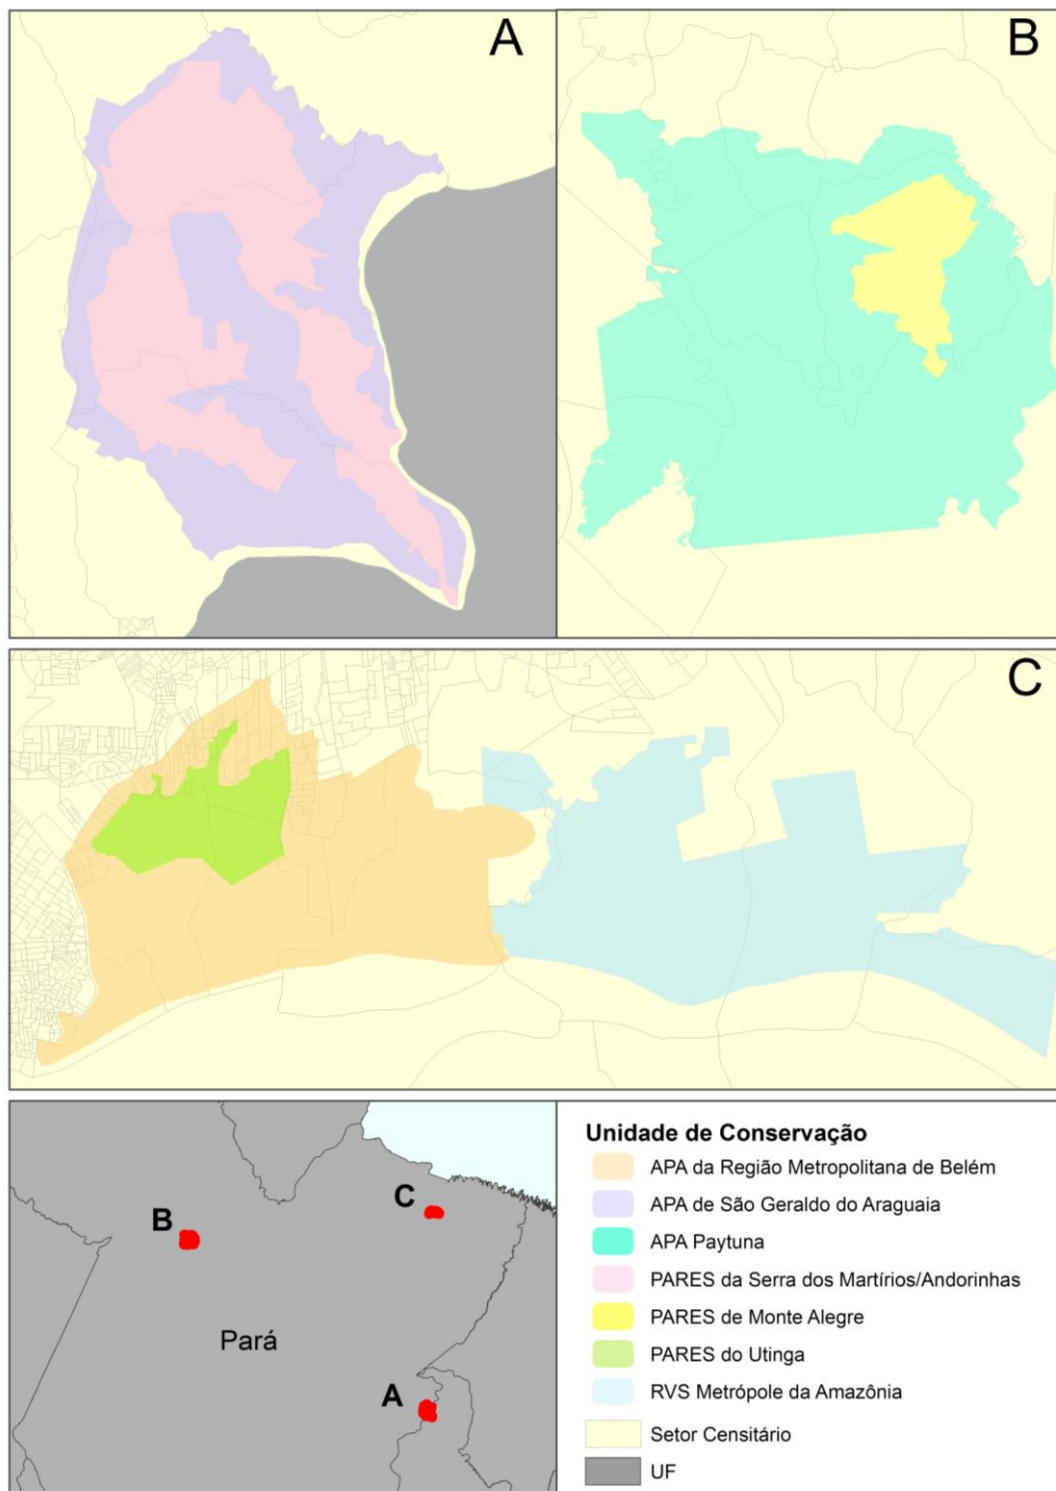 A
B
C
B
C
Pará
A
Unidade de Conservação
APA da Região Metropolitana de Belém
APA de São Geraldo do Araguaia
APA Paytuna
PARES da Serra dos Martírios/Andorinhas
PARES de Monte Alegre
PARES do Utinga
RVS Metrópole da Amazônia
Setor Censitário
UF